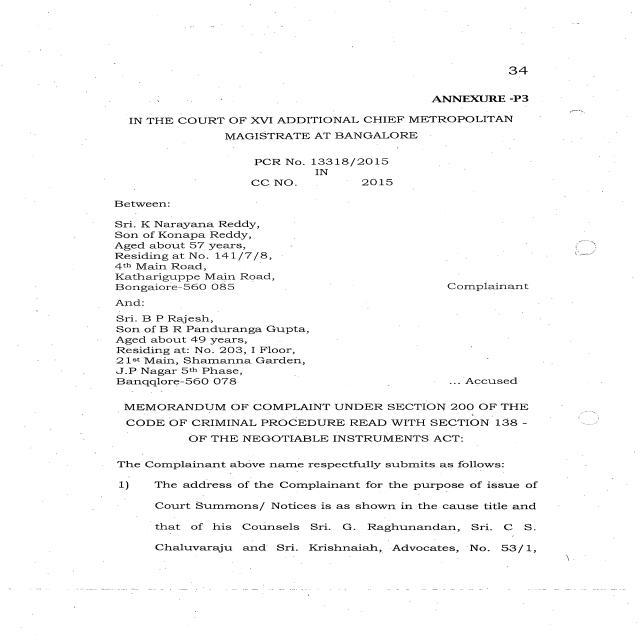 34
ANNEXURE -P3
IN THE COURT OF XVI ADDITIONAL CHIEF METROPOLITAN
MAGISTRATE AT BANGALORE
PCR No. 13318/2015
IN
CC NO. 2015
Between:
Sri. K Narayana Reddy,
Son of Konapa Reddy,
Aged about 57 years,
Residing at No. 141/7/8,
4th Main Road,
Kathariguppe Main Road,
Bongaiore-560 085 Complainant
And:
Sri. B P Rajesh,
Son of B R Panduranga Gupta,
Aged about 49 years,
Residing at: No. 203, I Floor,
21st Main, Shamanna Garden,
J.P Nagar 5th Phase,
Banqqlore-560 078 ... Accused
MEMORANDUM OF COMPLAINT UNDER SECTION 200 OF THE
CODE OF CRIMINAL PROCEDURE READ WITH SECTION 138 -
OF THE NEGOTIABLE INSTRUMENTS ACT:
The Complainant above name respectfully submits as follows:
1) The address of the Complainant for the purpose of issue of
Court Summons/ Notices is as shown in the cause title and
that of his Counsels Sri. G. Raghunandan, Sri. C S.
Chaluvaraju and Sri. Krishnaiah, Advocates, No. 53/1,